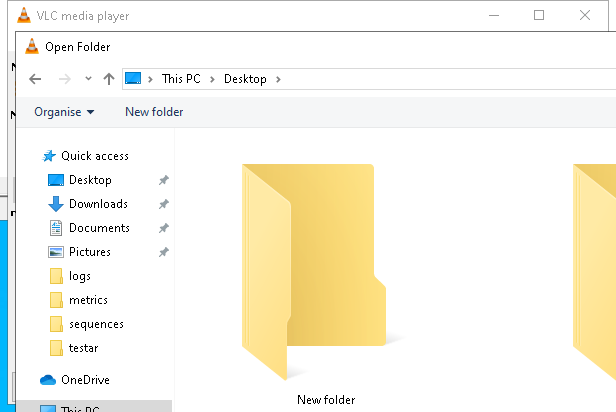 VLC media player
Open Folder
This PC
Desktop
Organise
New folder
Quick access
Desktop
Downloads
Documents
Pictures
logs
metrics
sequences
testar
OneDrive
This PC
New folder